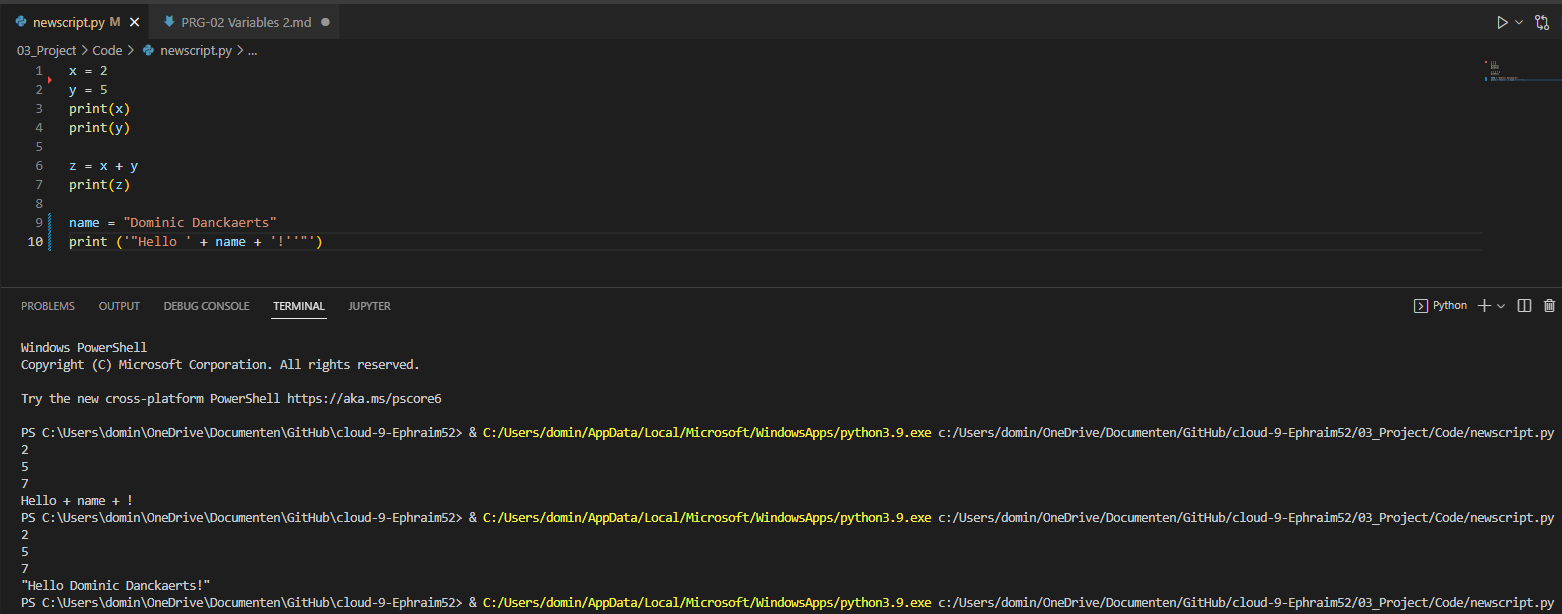 newscript.py M
PRG-02 Variables 2.md
03_Project > Code > newscript.py > ...
1 x = 2
2 y = 5
3 print(x)
4 print(y)
5
6 z = x + y
7 print(z)
8
9 name = "Dominic Danckaerts"
10 print ('"Hello ' + name + '!''"')
PROBLEMS OUTPUT DEBUG CONSOLE TERMINAL JUPYTER
Python
Windows PowerShell
Copyright (C) Microsoft Corporation. All rights reserved.
Try the new cross-platform PowerShell https://aka.ms/pscore6
PS C:\Users\domin\OneDrive\Documenten\GitHub\cloud-9-Ephraim52> & C:/Users/domin/AppData/Local/Microsoft/WindowsApps/python3.9.exe c:/Users/domin/OneDrive/Documenten/GitHub/cloud-9-Ephraim52/03_Project/Code/newscript.py
2
5
7
Hello + name + !
PS C:\Users\domin\OneDrive\Documenten\GitHub\cloud-9-Ephraim52> & C:/Users/domin/AppData/Local/Microsoft/WindowsApps/python3.9.exe c:/Users/domin/OneDrive/Documenten/GitHub/cloud-9-Ephraim52/03_Project/Code/newscript.py
2
5
7
"Hello Dominic Danckaerts!"
PS C:\Users\domin\OneDrive\Documenten\GitHub\cloud-9-Ephraim52> & C:/Users/domin/AppData/Local/Microsoft/WindowsApps/python3.9.exe c:/Users/domin/OneDrive/Documenten/GitHub/cloud-9-Ephraim52/03_Project/Code/newscript.py